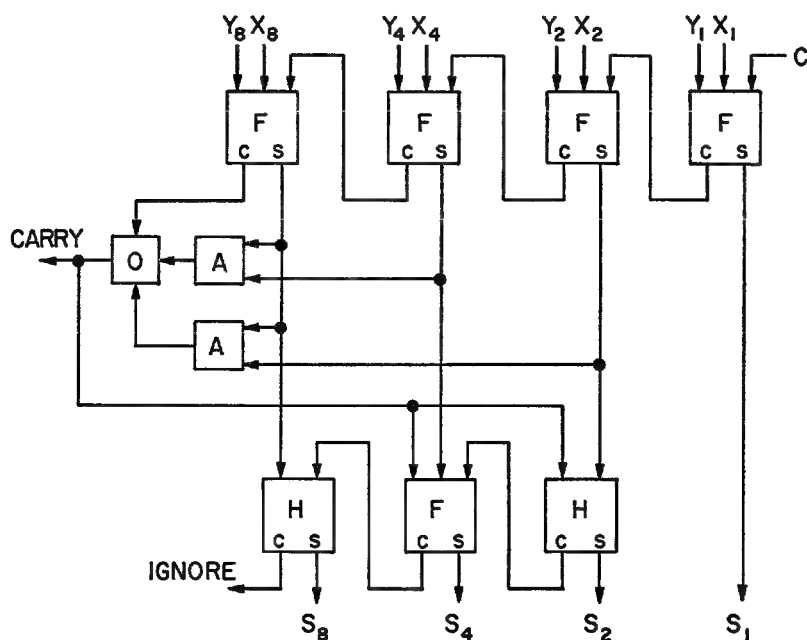 Y8 X8 Y4 X4 Y2 X2 Y1 X1
C
F F F F
C S C S C S C S
CARRY
O A
A
H F H
C S C S C S
IGNORE
S8 S4 S2 S1